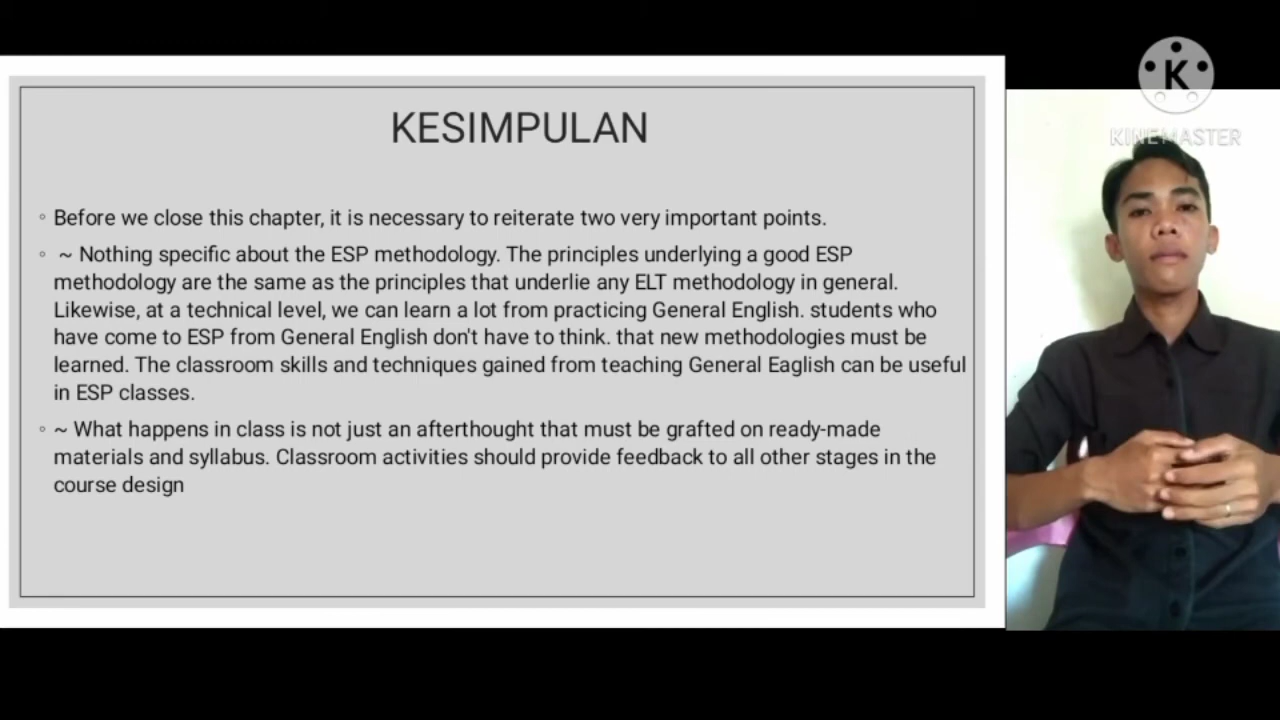 KESIMPULAN
◦ Before we close this chapter, it is necessary to reiterate two very important points.
◦ ~ Nothing specific about the ESP methodology. The principles underlying a good ESP
methodology are the same as the principles that underlie any ELT methodology in general.
Likewise, at a technical level, we can learn a lot from practicing General English. students who
have come to ESP from General English don't have to think. that new methodologies must be
learned. The classroom skills and techniques gained from teaching General Eaglish can be useful
in ESP classes.
◦ ~ What happens in class is not just an afterthought that must be grafted on ready-made
materials and syllabus. Classroom activities should provide feedback to all other stages in the
course design
K
KINEMASTER